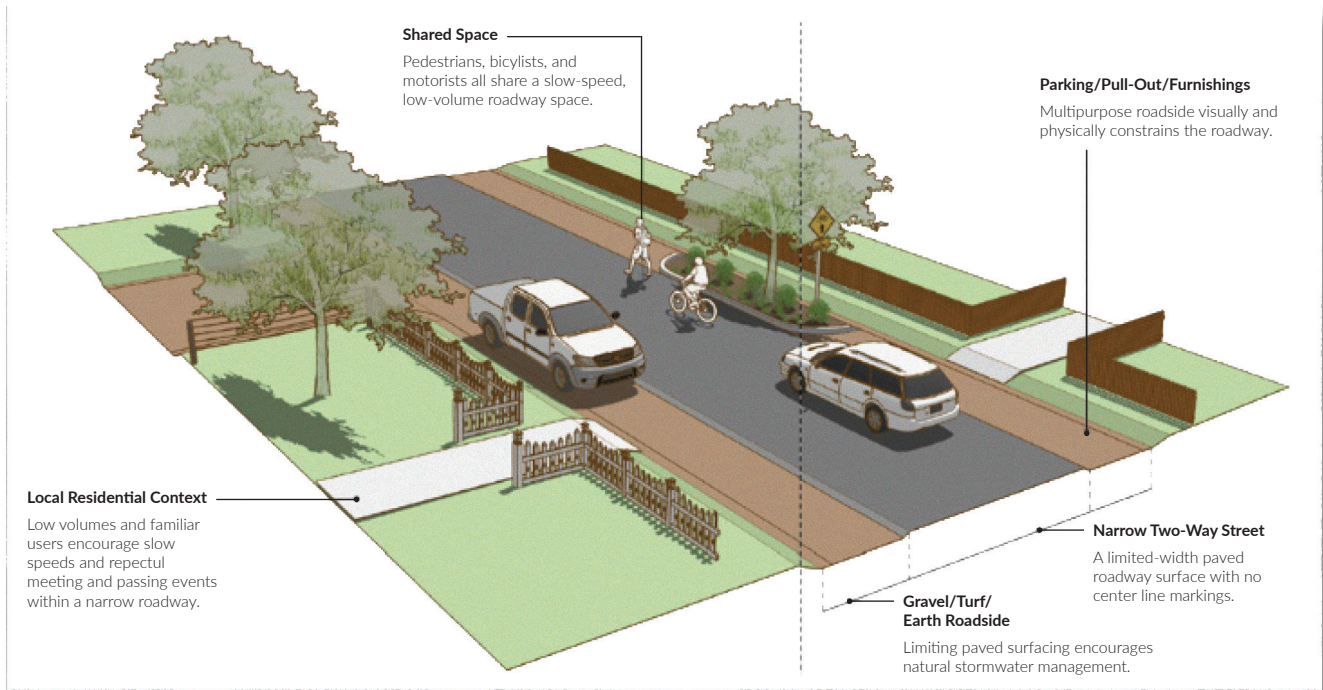 Shared Space
Pedestrians, bicylists, and
motorists all share a slow-speed,
low-volume roadway space.
Parking/Pull-Out/Furnishings
Multipurpose roadside visually and
physically constrains the roadway.
Local Residential Context
Low volumes and familiar
users encourage slow
speeds and repectul
meeting and passing events
within a narrow roadway.
Narrow Two-Way Street
A limited-width paved
roadway surface with no
center line markings.
Gravel/Turf/
Earth Roadside
Limiting paved surfacing encourages
natural stormwater management.